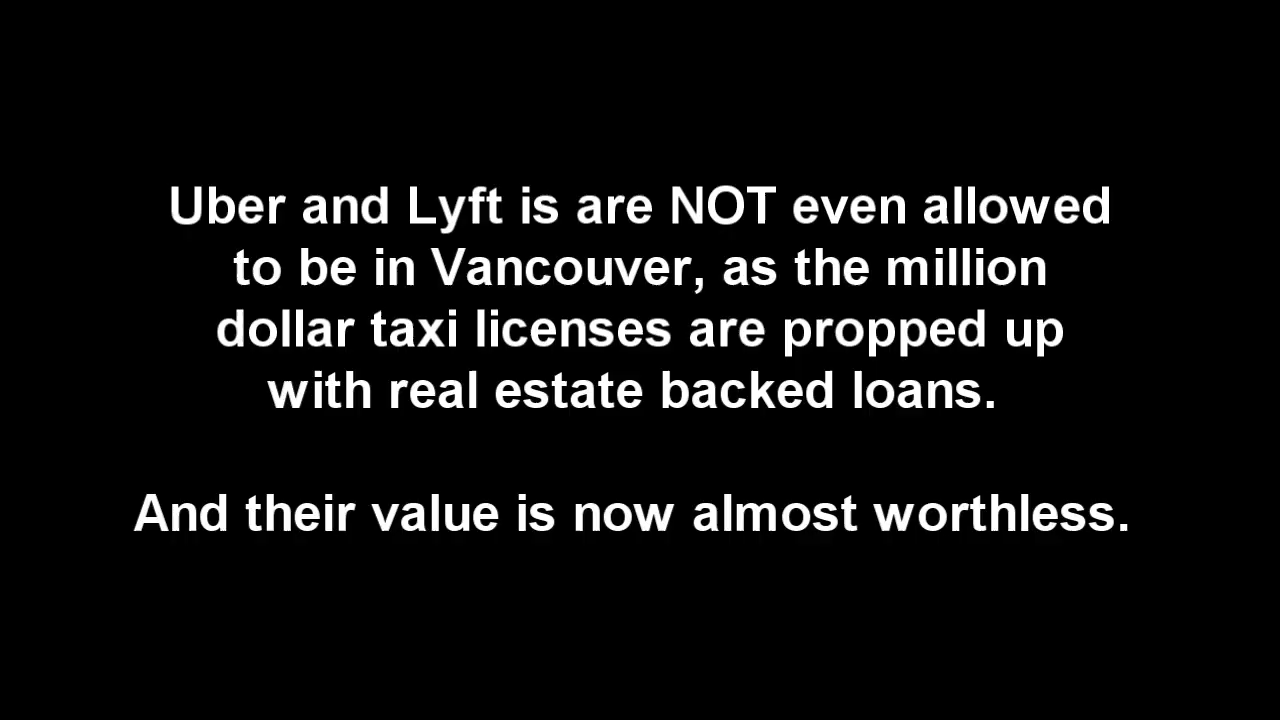 Uber and Lyft is are NOT even allowed
to be in Vancouver, as the million
dollar taxi licenses are propped up
with real estate backed loans.
And their value is now almost worthless.